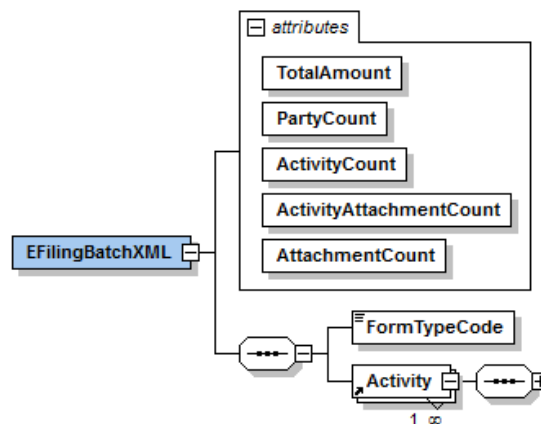 attributes
TotalAmount
PartyCount
ActivityCount
ActivityAttachmentCount
AttachmentCount
EFilingBatchXML
FormTypeCode
Activity
1 ∞